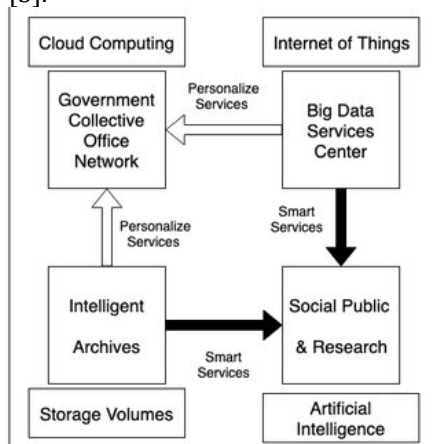 [3].
Cloud Computing
Internet of Things
Government
Collective
Office
Network
Personalize
Services
Big Data
Services
Center
Personalize
Services
Smart
Services
Intelligent
Archives
Smart
Services
Social Public
& Research
Storage Volumes
Artificial
Intelligence